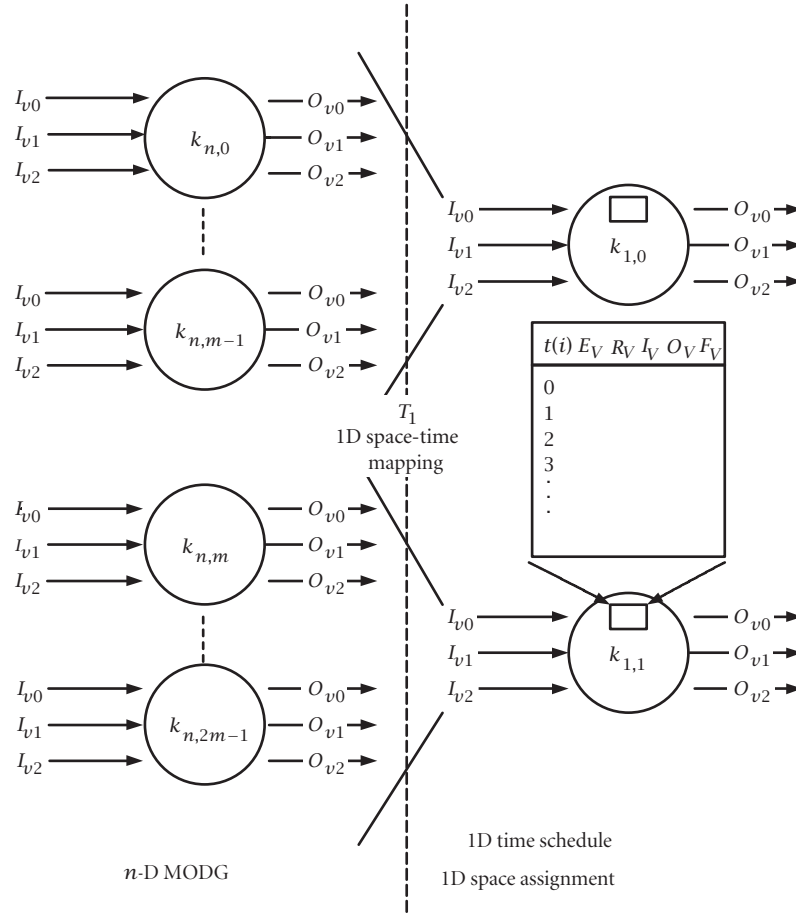 I_v0
O_v0
I_v1
k_n,0
O_v1
I_v2
O_v2
I_v0
O_v0
I_v1
k_n,m−1
O_v1
I_v2
O_v2
T_1
1D space-time
mapping
I_v0
O_v0
I_v1
k_n,m
O_v1
I_v2
O_v2
I_v0
O_v0
I_v1
k_n,2m−1
O_v1
I_v2
O_v2
n-D MODG
I_v0
O_v0
I_v1
k_1,0
O_v1
I_v2
O_v2
t(i) E_V R_V I_V O_V F_V
0
1
2
3
.
.
.
I_v0
O_v0
I_v1
k_1,1
O_v1
I_v2
O_v2
1D time schedule
1D space assignment